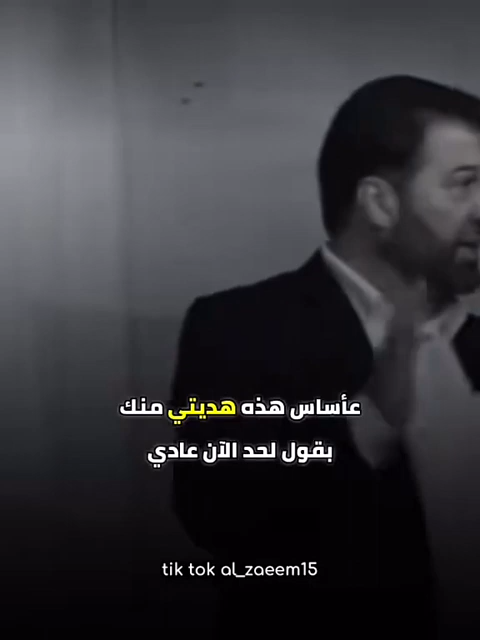 عأساس هذه هديتي منك
بقول لحد الآن عادي
tik tok al_zaeem15